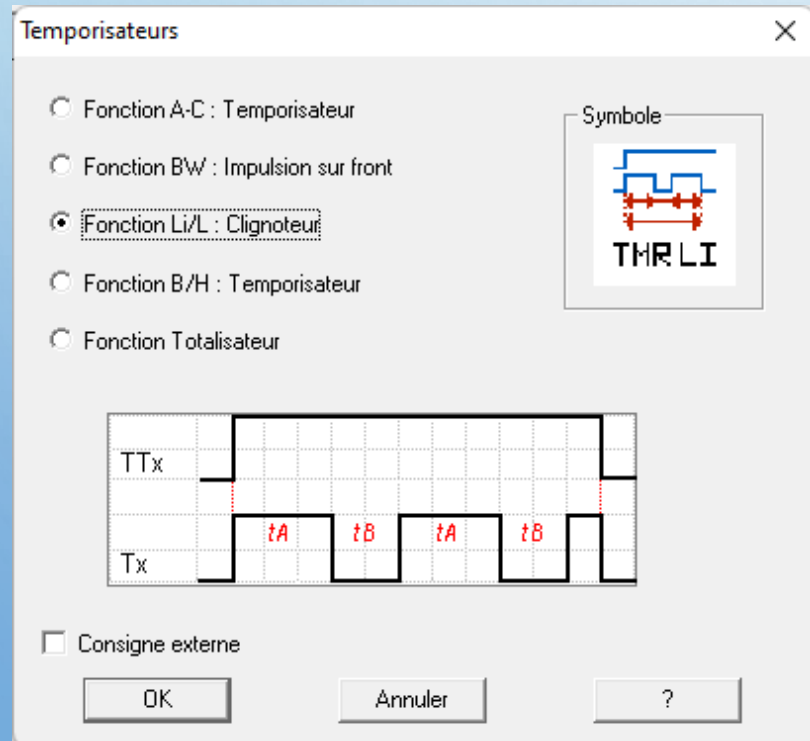 Temporisateurs
Fonction A-C : Temporisateur
Symbole
Fonction BW : Impulsion sur front
Fonction Li/L : Clignoteur
TMR LI
Fonction B/H : Temporisateur
Fonction Totalisateur
TTx
tA tB tA tB
Tx
Consigne externe
OK Annuler ?